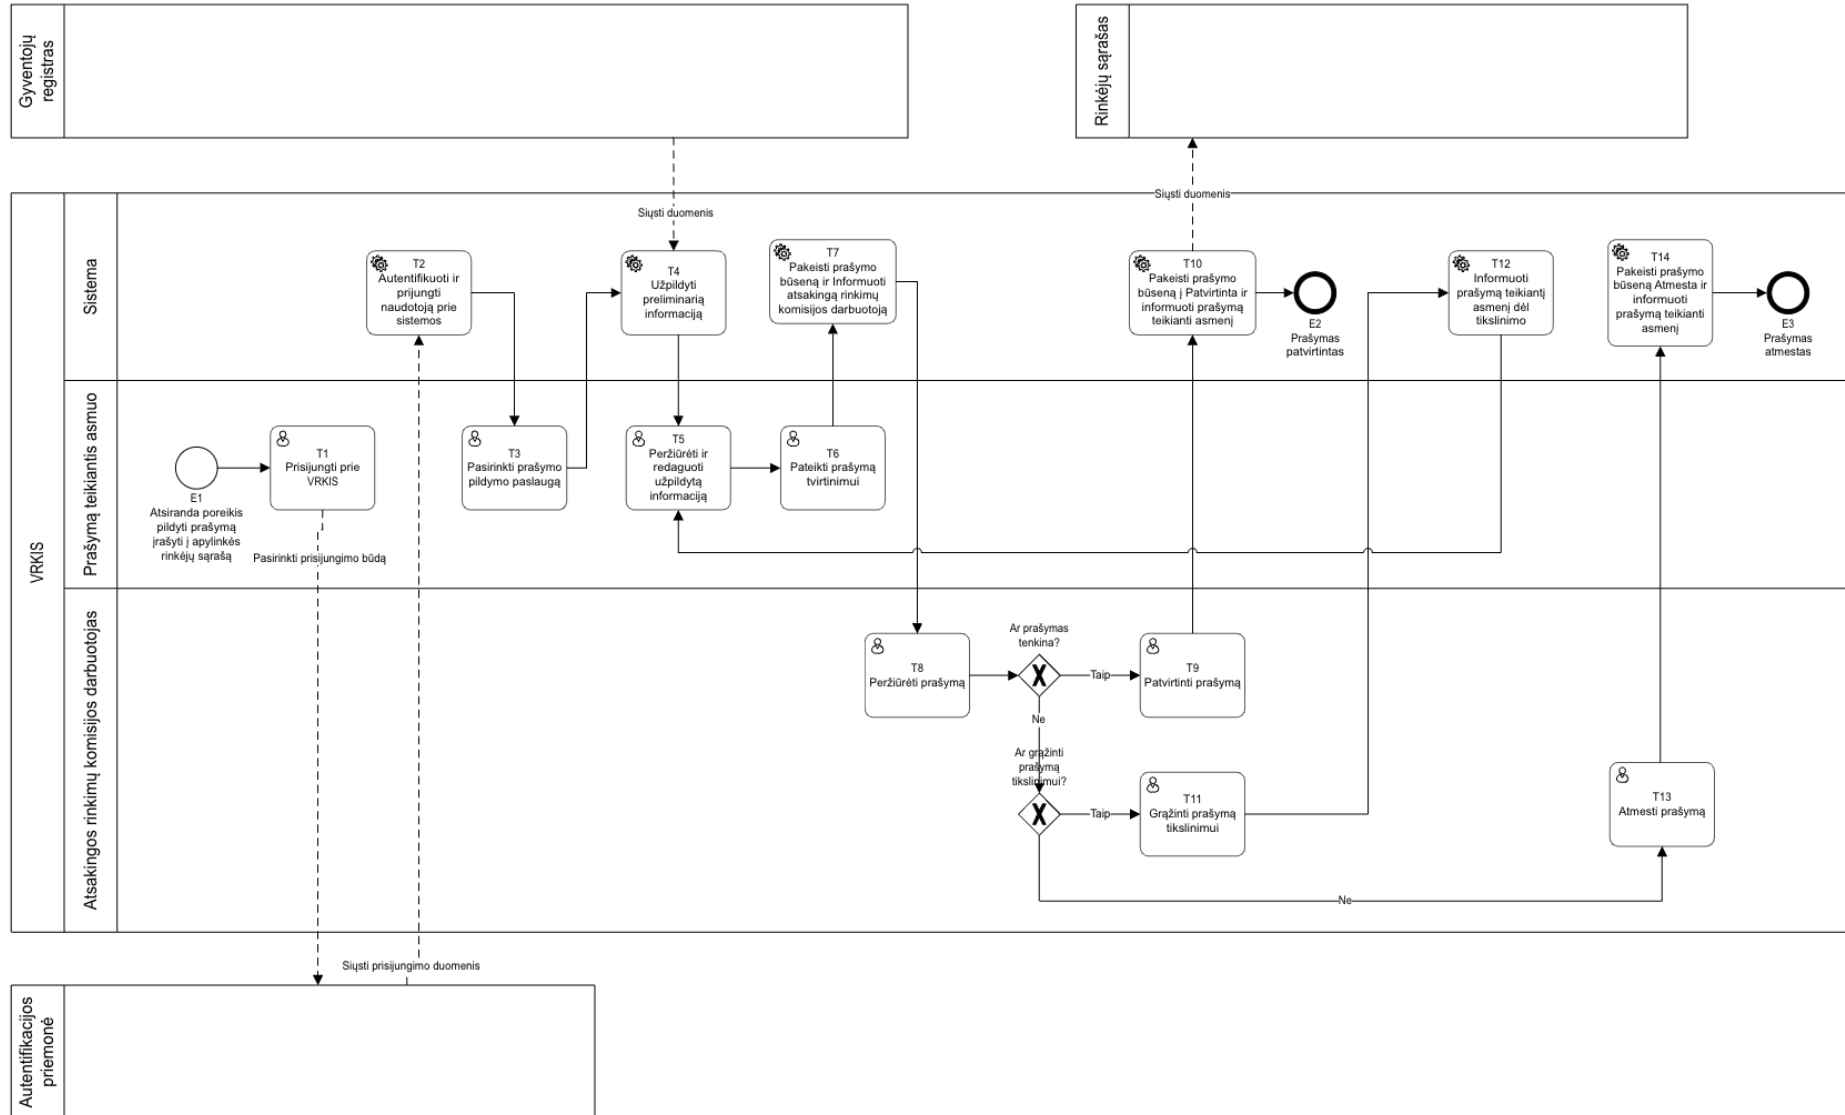 Gyventojų
registras
Rinkėjų sąrašas
Siųsti duomenis
Siųsti duomenis
VRKIS
Sistema
T2
Autentifikuoti ir
prijungti
naudotoją prie
sistemos
T4
Užpildyti
preliminarią
informaciją
T7
Pakeisti prašymo
būseną ir Informuoti
atsakingą rinkimų
komisijos darbuotoją
T10
Pakeisti prašymo
būseną į Patvirtinta ir
informuoti prašymą
teikianti asmenį
E2
Prašymas
patvirtintas
T12
Informuoti
prašymą teikiantį
asmenį dėl
tikslinimo
T14
Pakeisti prašymo
būseną Atmesta ir
informuoti
prašymą teikianti
asmenį
E3
Prašymas
atmestas
Prašymą teikiantis asmuo
E1
Atsiranda poreikis
pildyti prašymą
įrašyti į apylinkės
rinkėjų sąrašą
T1
Prisijungti prie
VRKIS
Pasirinkti prisijungimo būdą
T3
Pasirinkti prašymo
pildymo paslaugą
T5
Peržiūrėti ir
redaguoti
užpildytą
informaciją
T6
Pateikti prašymą
tvirtinimui
Atsakingos rinkimų komisijos darbuotojas
T8
Peržiūrėti prašymą
Ar prašymas
tenkina?
Taip
T9
Patvirtinti prašymą
Ne
Ar grąžinti
prašymą
tikslinimui?
Taip
T11
Grąžinti prašymą
tikslinimui
T13
Atmesti prašymą
Ne
Siųsti prisijungimo duomenis
Autentifikacijos
priemonė